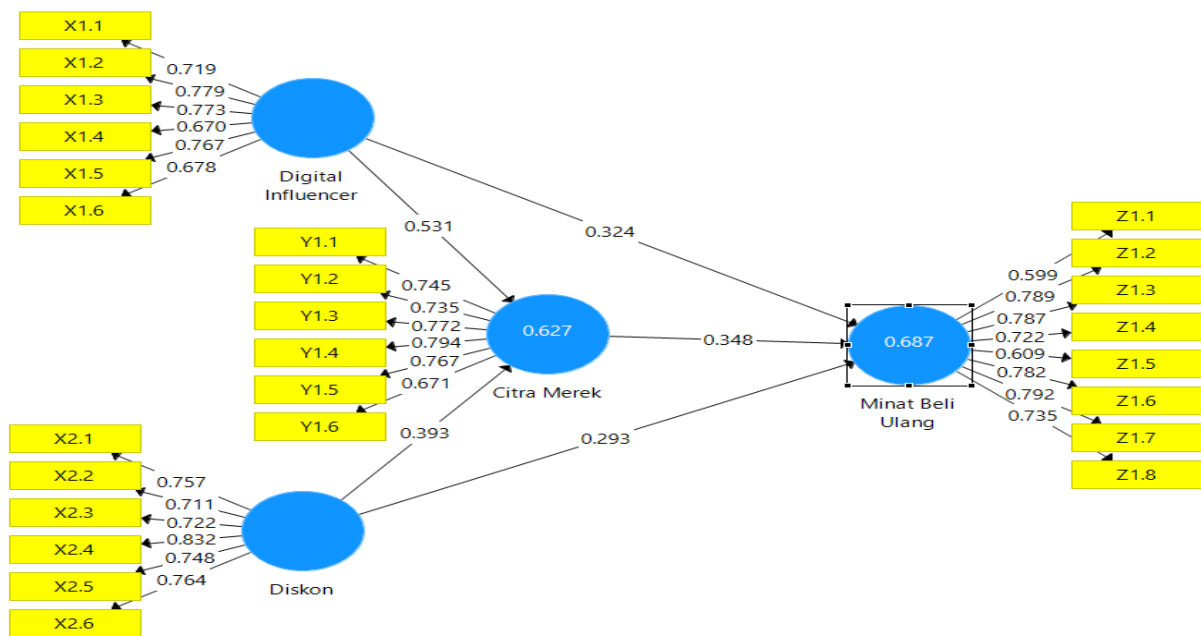 X1.1
X1.2
X1.3
X1.4
X1.5
X1.6
0.719
0.779
0.773
0.670
0.767
0.678
Digital
Influencer
0.531
0.324
Y1.1
Y1.2
Y1.3
Y1.4
Y1.5
Y1.6
0.745
0.735
0.772
0.794
0.767
0.671
0.627
Citra Merek
0.348
0.393
0.293
X2.1
X2.2
X2.3
X2.4
X2.5
X2.6
0.757
0.711
0.722
0.832
0.748
0.764
Diskon
0.687
Minat Beli
Ulang
0.599
0.789
0.787
0.722
0.609
0.782
0.792
0.735
Z1.1
Z1.2
Z1.3
Z1.4
Z1.5
Z1.6
Z1.7
Z1.8